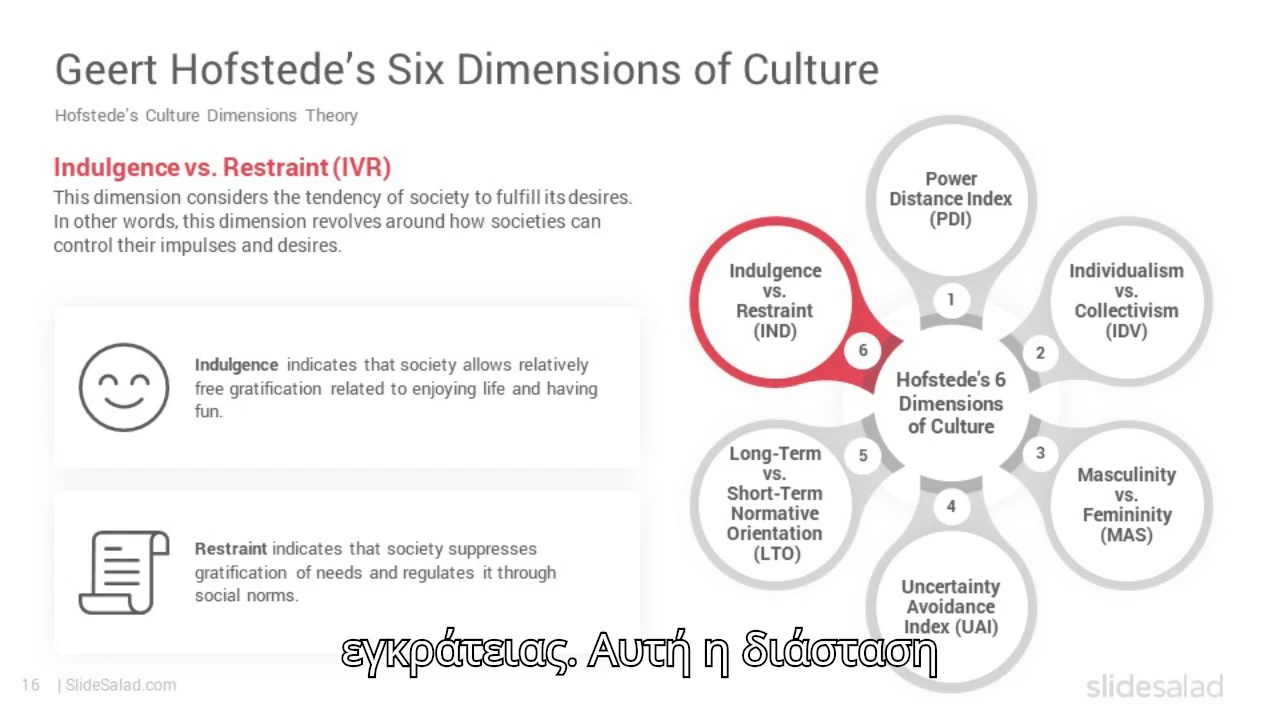 Geert Hofstede's Six Dimensions of Culture
Hofstede's Culture Dimensions Theory
Indulgence vs. Restraint (IVR)
This dimension considers the tendency of society to fulfill its desires.
In other words, this dimension revolves around how societies can
control their impulses and desires.
Indulgence indicates that society allows relatively
free gratification related to enjoying life and having
fun.
Restraint indicates that society suppresses
gratification of needs and regulates it through
social norms.
Power
Distance Index
(PDI)
1
Individualism
vs.
Collectivism
(IDV)
2
Masculinity
vs.
Femininity
(MAS)
3
Uncertainty
Avoidance
Index (UAI)
4
Long-Term
vs.
Short-Term
Normative
Orientation
(LTO)
5
Indulgence
vs.
Restraint
(IND)
6
Hofstede's 6
Dimensions
of Culture
εγκράτειας. Αυτή η διάσταση
16 | SlideSalad.com
slidesalad